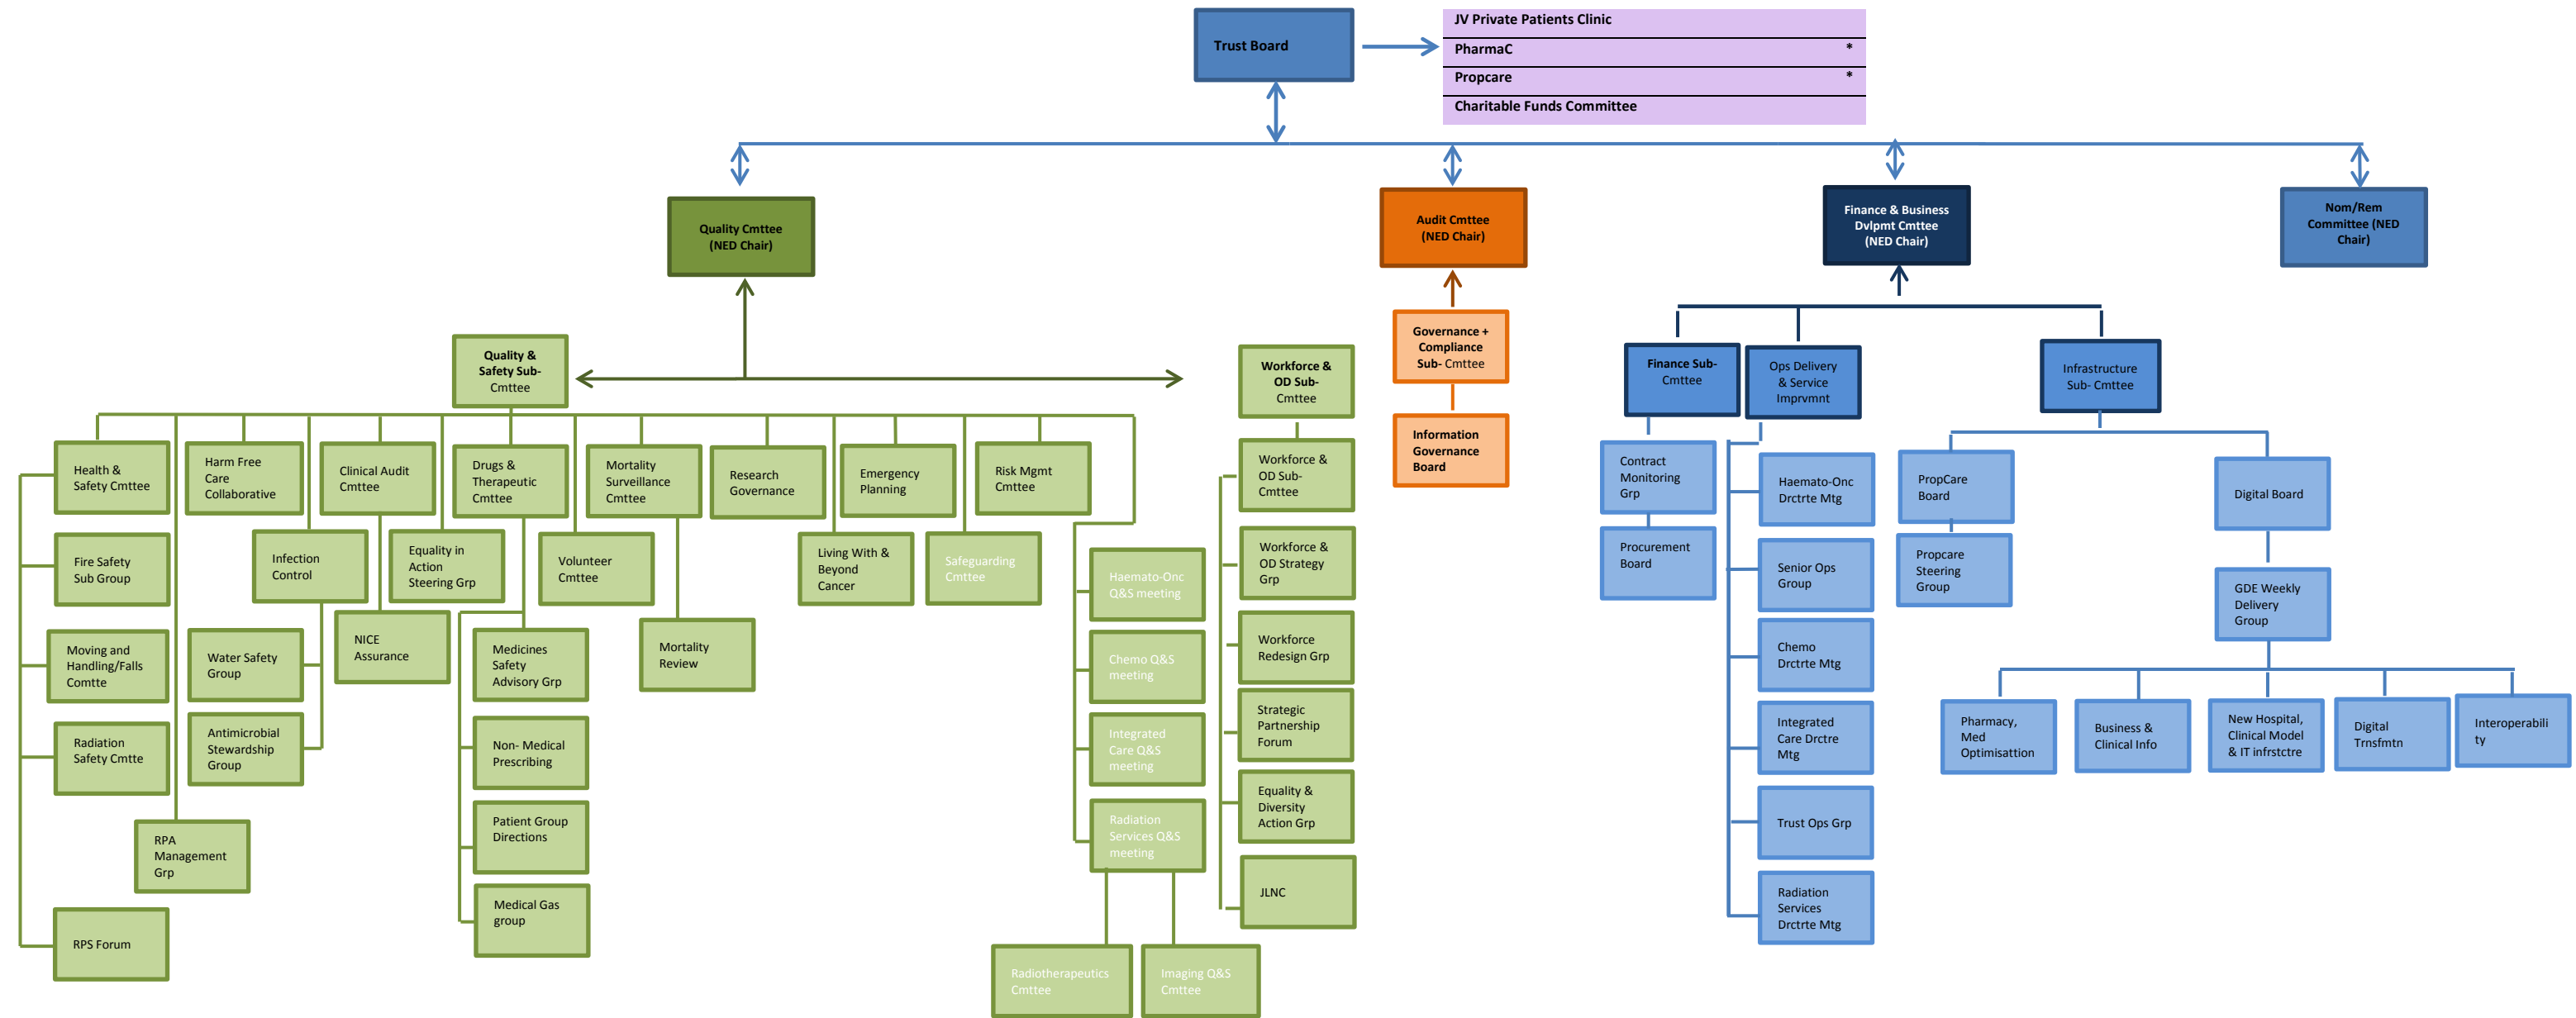 Trust Board
JV Private Patients Clinic
PharmaC *
Propcare *
Charitable Funds Committee
Quality Cmttee
(NED Chair)
Audit Cmttee
(NED Chair)
Finance & Business
Dvlpmt Cmttee
(NED Chair)
Nom/Rem
Committee (NED
Chair)
Quality &
Safety Sub-
Cmttee
Workforce &
OD Sub-
Cmttee
Governance +
Compliance
Sub- Cmttee
Information
Governance
Board
Finance Sub-
Cmttee
Ops Delivery
& Service
Imprvmnt
Infrastructure
Sub- Cmttee
Health &
Safety Cmttee
Harm Free
Care
Collaborative
Clinical Audit
Cmttee
Drugs &
Therapeutic
Cmttee
Mortality
Surveillance
Cmttee
Research
Governance
Emergency
Planning
Risk Mgmt
Cmttee
Fire Safety
Sub Group
Infection
Control
Equality in
Action
Steering Grp
Volunteer
Cmttee
Living With &
Beyond
Cancer
Safeguarding
Cmttee
Moving and
Handling/Falls
Comtte
Water Safety
Group
NICE
Assurance
Medicines
Safety
Advisory Grp
Mortality
Review
Radiation
Safety Cmtte
Antimicrobial
Stewardship
Group
Non- Medical
Prescribing
RPA
Management
Grp
Patient Group
Directions
RPS Forum
Medical Gas
group
Haemato-Onc
Q&S meeting
Chemo Q&S
meeting
Integrated
Care Q&S
meeting
Radiation
Services Q&S
meeting
Radiotherapeutics
Cmttee
Imaging Q&S
Cmttee
Workforce &
OD Sub-
Cmttee
Workforce &
OD Strategy
Grp
Workforce
Redesign Grp
Strategic
Partnership
Forum
Equality &
Diversity
Action Grp
JLNC
Contract
Monitoring
Grp
Procurement
Board
Haemato-Onc
Drctrte Mtg
Senior Ops
Group
Chemo
Drctrte Mtg
Integrated
Care Drctre
Mtg
Trust Ops Grp
Radiation
Services
Drctrte Mtg
PropCare
Board
Propcare
Steering
Group
Digital Board
GDE Weekly
Delivery
Group
Pharmacy,
Med
Optimisattion
Business &
Clinical Info
New Hospital,
Clinical Model
& IT infrstctre
Digital
Trnsfmtn
Interoperabili
ty